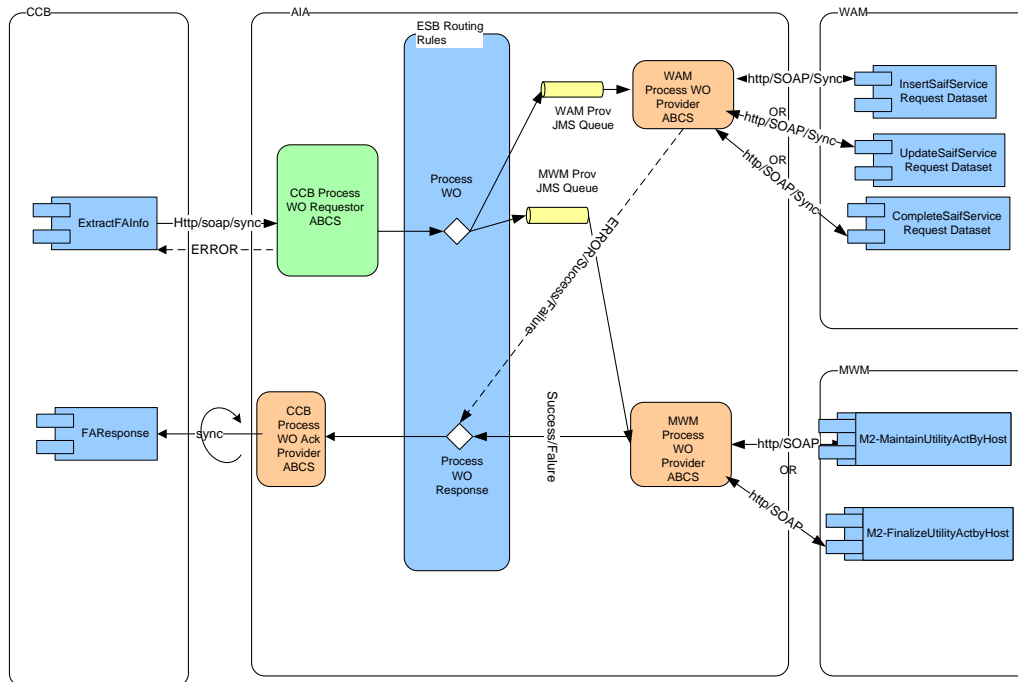 CCB
AIA
WAM
ESB Routing
Rules
WAM
Process WO
Provider
ABCS
http/SOAP/Sync
InsertSaifService
Request Dataset
WAM Prov
JMS Queue
OR
http/SOAP/Sync
UpdateSaifService
Request Dataset
OR
http/SOAP/Sync
CompleteSaifService
Request Dataset
MWM Prov
JMS Queue
Process
WO
CCB Process
WO Requestor
ABCS
ExtractFAInfo
Http/soap/sync
ERROR
ERROR/Success/Failure
MWM
FAResponse
sync
CCB
Process
WO Ack
Provider
ABCS
Process
WO
Response
Success/Falure
MWM
Process
WO
Provider
ABCS
http/SOAP
M2-MaintainUtilityActByHost
OR
http/SOAP
M2-FinalizeUtilityActbyHost